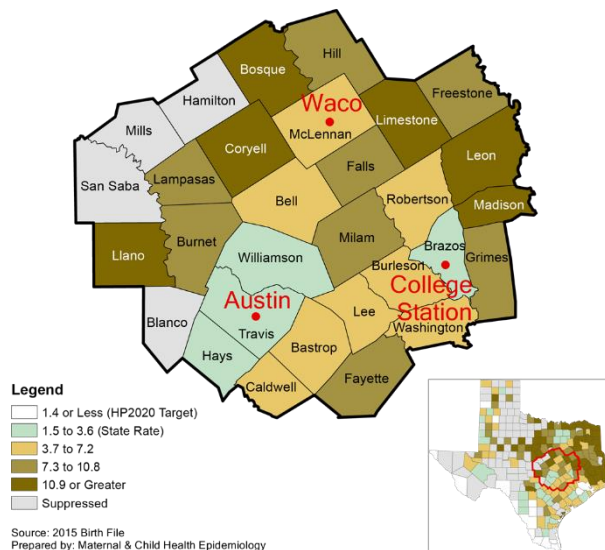 Hill
Bosque
Freestone
Hamilton
Waco
McLennan
Limestone
Mills
Coryell
Leon
Falls
Lampasas
San Saba
Robertson
Bell
Madison
Brazos
Burnet
Milam
Llano
Williamson
Grimes
Burleson
College
Station
Austin
Blanco
Lee
Travis
Washington
Bastrop
Hays
Fayette
Caldwell
Legend
1.4 or Less (HP2020 Target)
1.5 to 3.6 (State Rate)
3.7 to 7.2
7.3 to 10.8
10.9 or Greater
Suppressed
Source: 2015 Birth File
Prepared by: Maternal & Child Health Epidemiology